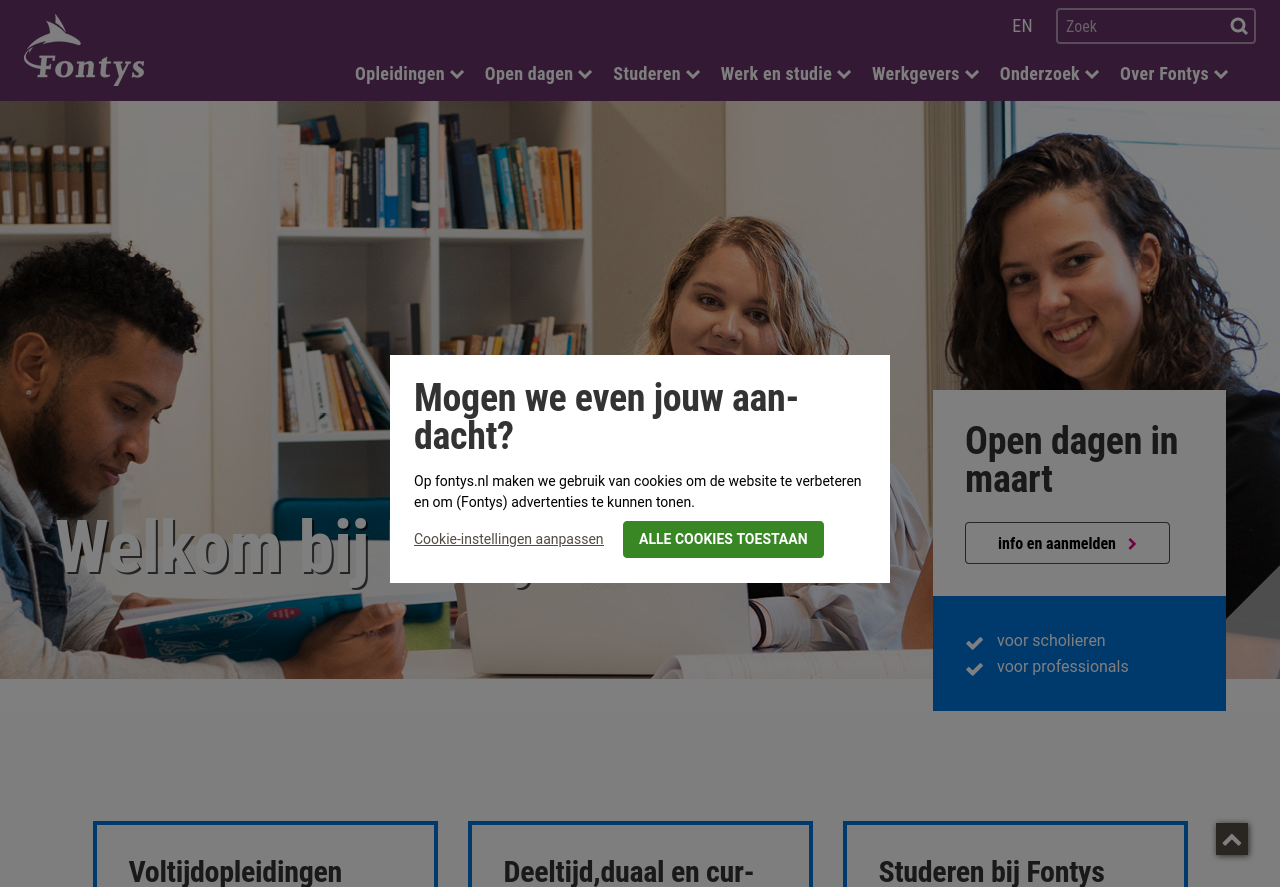 Fontys
EN
Zoek
Opleidingen
Open dagen
Studeren
Werk en studie
Werkgevers
Onderzoek
Over Fontys
Welkom bij
Mogen we even jouw aan-
dacht?
Op fontys.nl maken we gebruik van cookies om de website te verbeteren
en om (Fontys) advertenties te kunnen tonen.
Cookie-instellingen aanpassen
ALLE COOKIES TOESTAAN
Open dagen in
maart
info en aanmelden
voor scholieren
voor professionals
Voltijdopleidingen
Deeltijd,duaal en cur-
Studeren bij Fontys